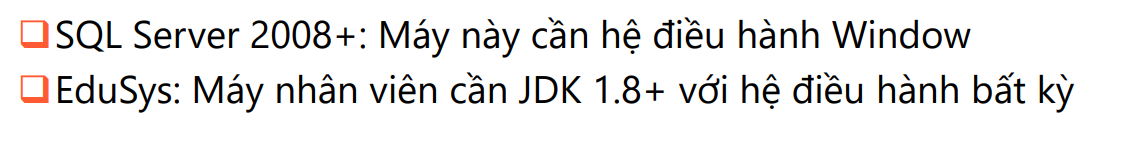 SQL Server 2008+: Máy này cần hệ điều hành Window
EduSys: Máy nhân viên cần JDK 1.8+ với hệ điều hành bất kỳ